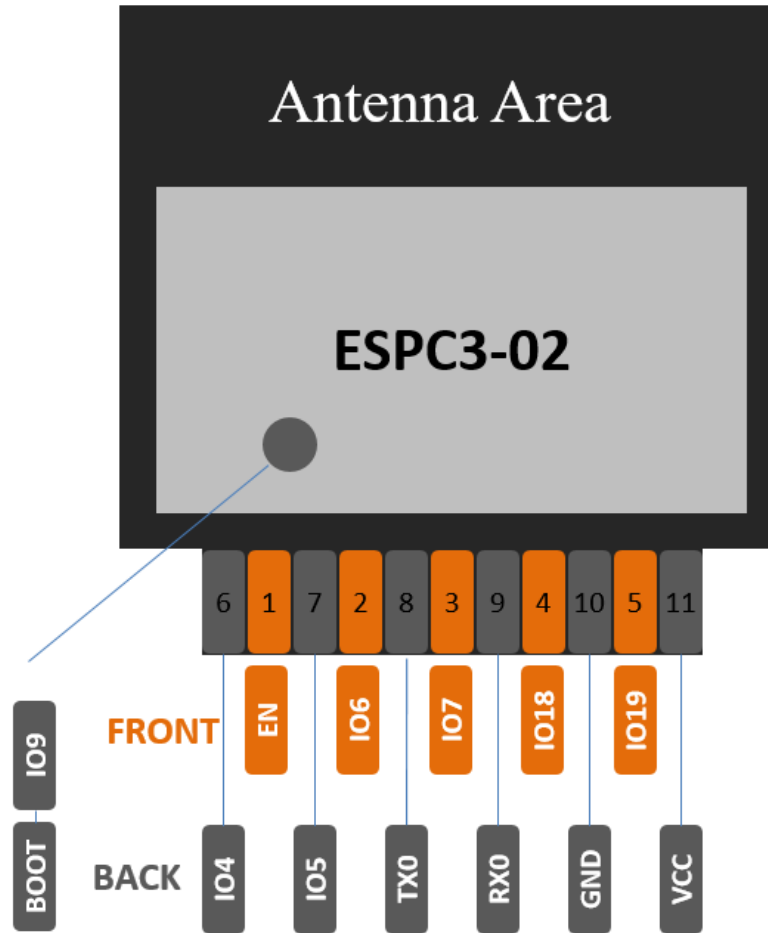 Antenna Area
ESPC3-02
6 1 7 2 8 3 9 4 10 5 11
FRONT EN IO6 IO7 IO18 IO19
IO9
BOOT
BACK IO4 IO5 TX0 RX0 GND VCC